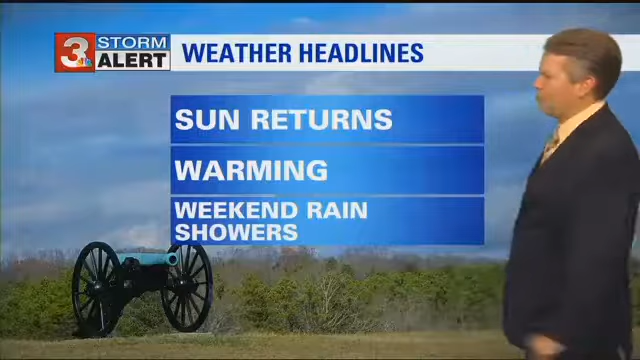 3 STORM
ALERT
WEATHER HEADLINES
SUN RETURNS
WARMING
WEEKEND RAIN
SHOWERS